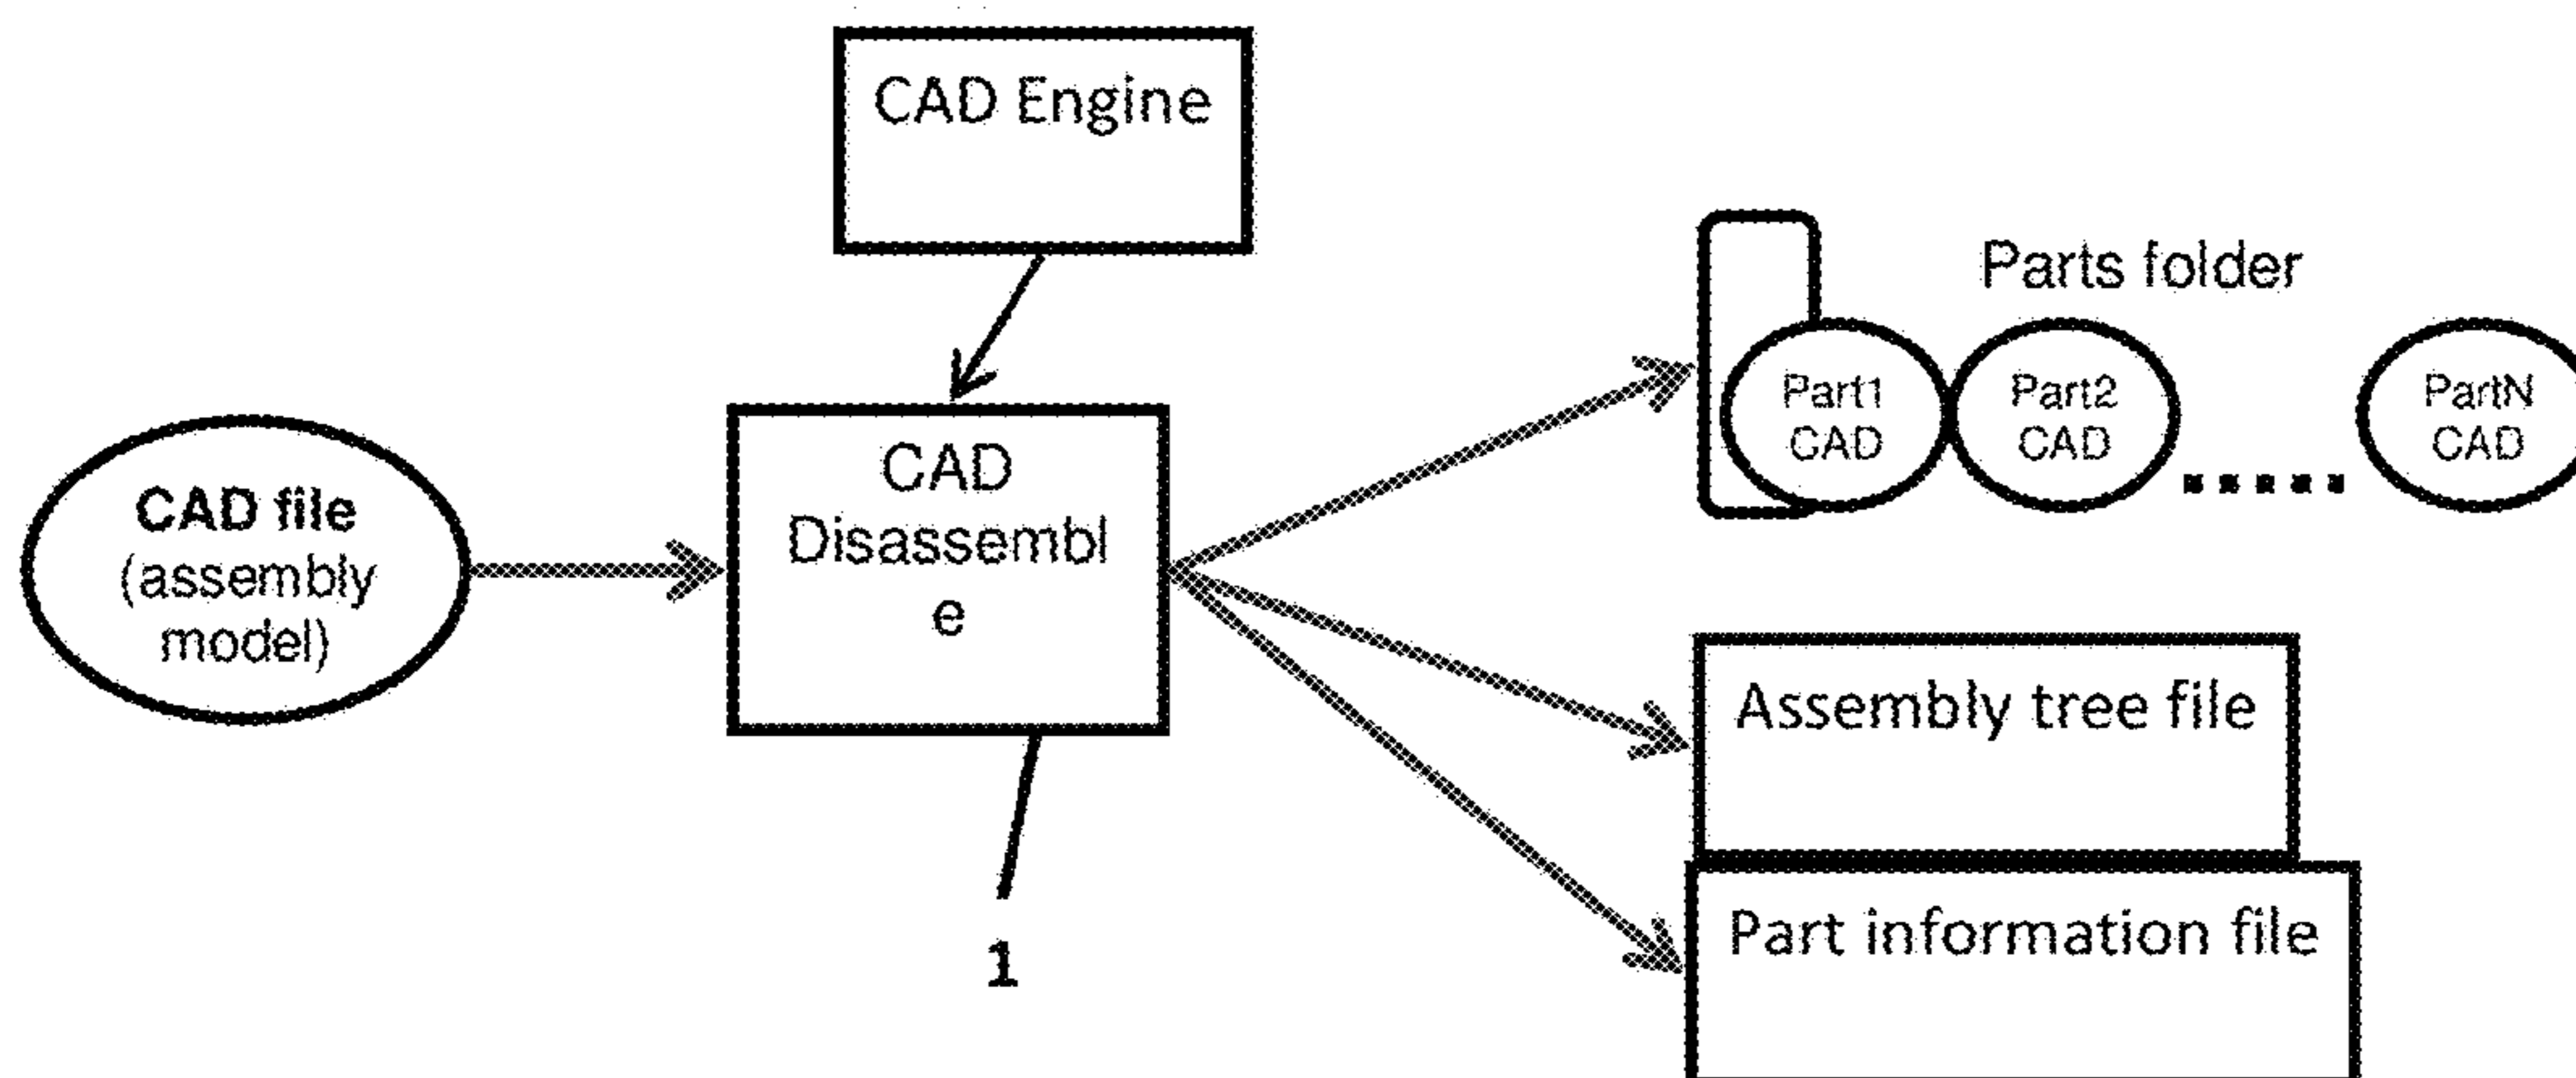 CAD Engine
Parts folder
Part1
CAD
Part2
CAD
PartN
CAD
CAD file
(assembly
model)
CAD
Disassembl
e
Assembly tree file
Part information file
1